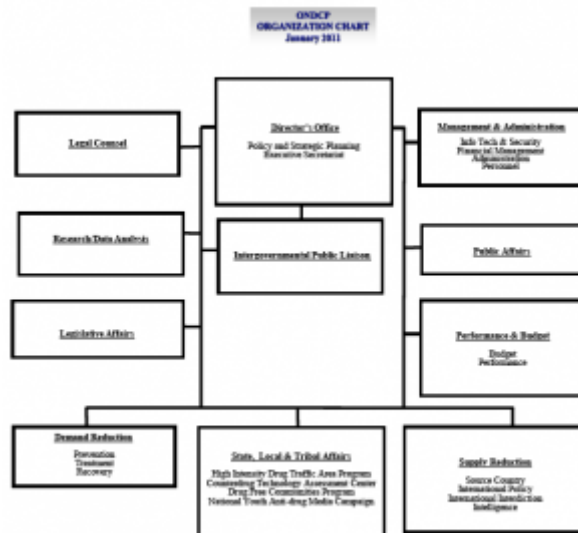 ONDCP
ORGANIZATION CHART
January 2011
Director's Office
Policy and Strategic Planning
Executive Secretariat
Legal Counsel
Management & Administration
Info Tech & Security
Financial Management
Administration
Personnel
Research/Data Analysis
Intergovernmental Public Liaison
Public Affairs
Legislative Affairs
Performance & Budget
Budget
Performance
Demand Reduction
Prevention
Treatment
Recovery
State, Local & Tribal Affairs
High Intensity Drug Traffic Area Program
Counterdrug Technology Assessment Center
Drug Free Communities Program
National Youth Anti-drug Media Campaign
Supply Reduction
Source Country
International Policy
International Interdiction
Intelligence